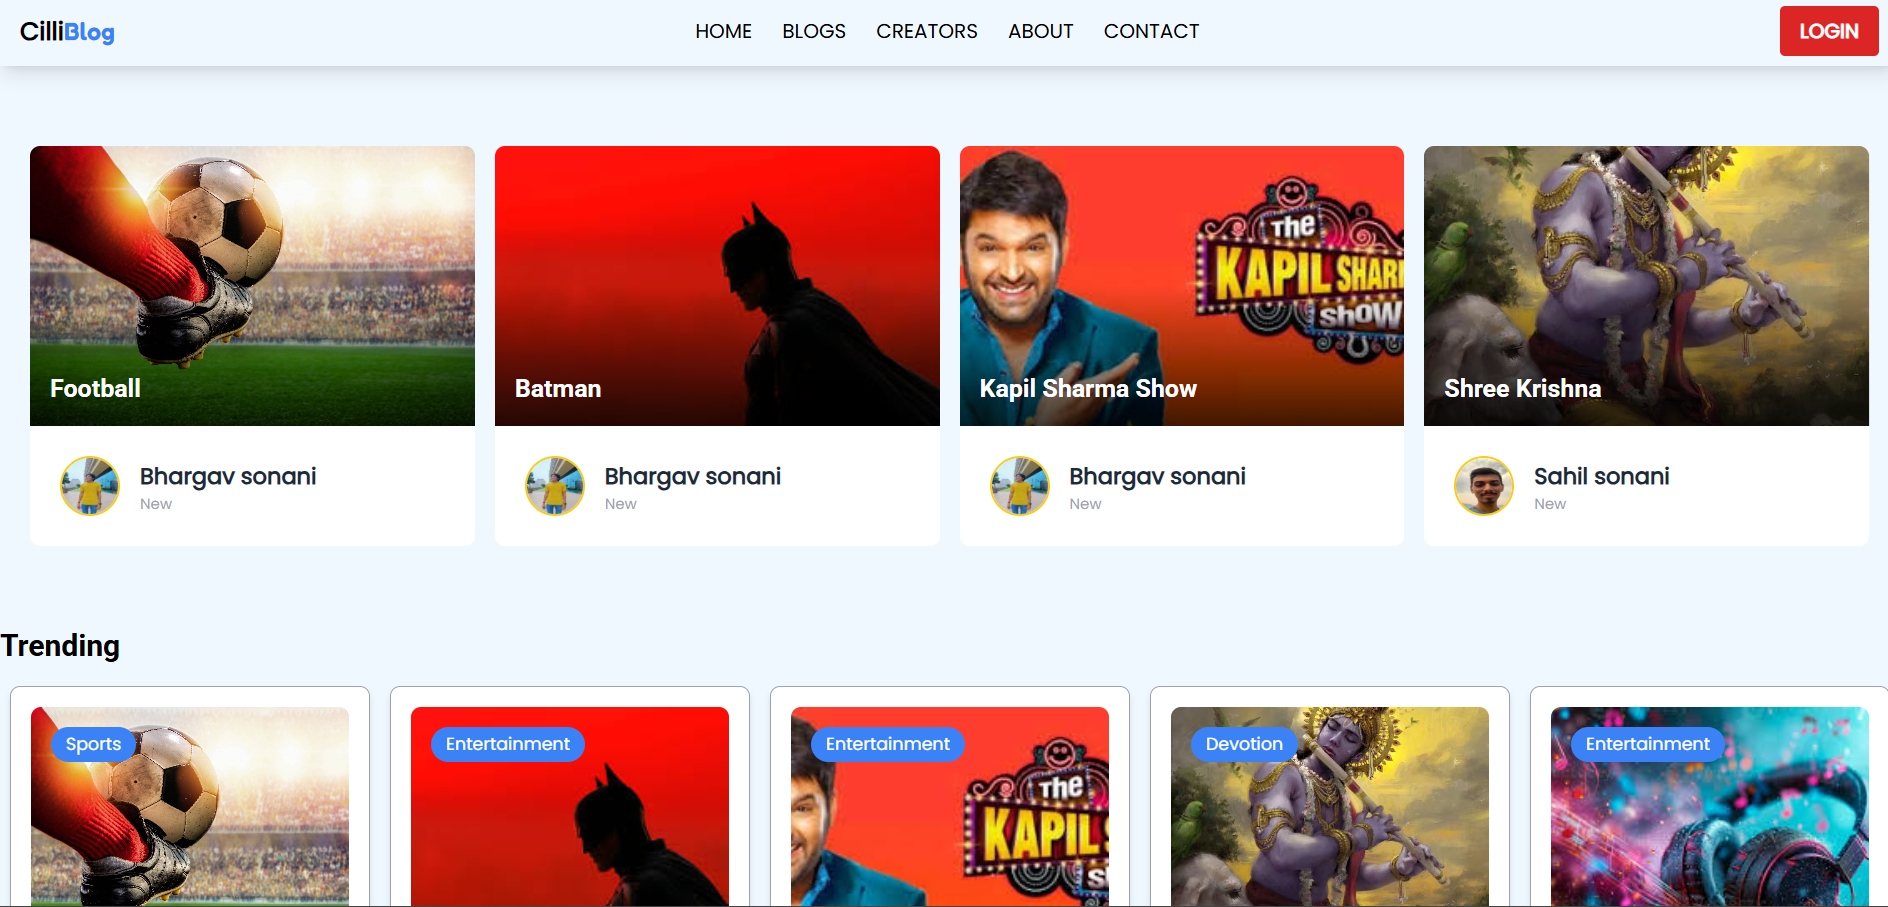 CilliBlog
HOME BLOGS CREATORS ABOUT CONTACT
LOGIN
The
KAPIL SHAR
SHOW
Football
Batman
Kapil Sharma Show
Shree Krishna
Bhargav sonani
New
Bhargav sonani
New
Bhargav sonani
New
Sahil sonani
New
Trending
Sports
Entertainment
Entertainment
The
KAPIL
Devotion
Entertainment